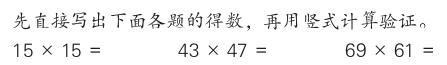 先直接写出下面各题的得数，再用竖式计算验证。
15 × 15 = 43 × 47 = 69 × 61 =